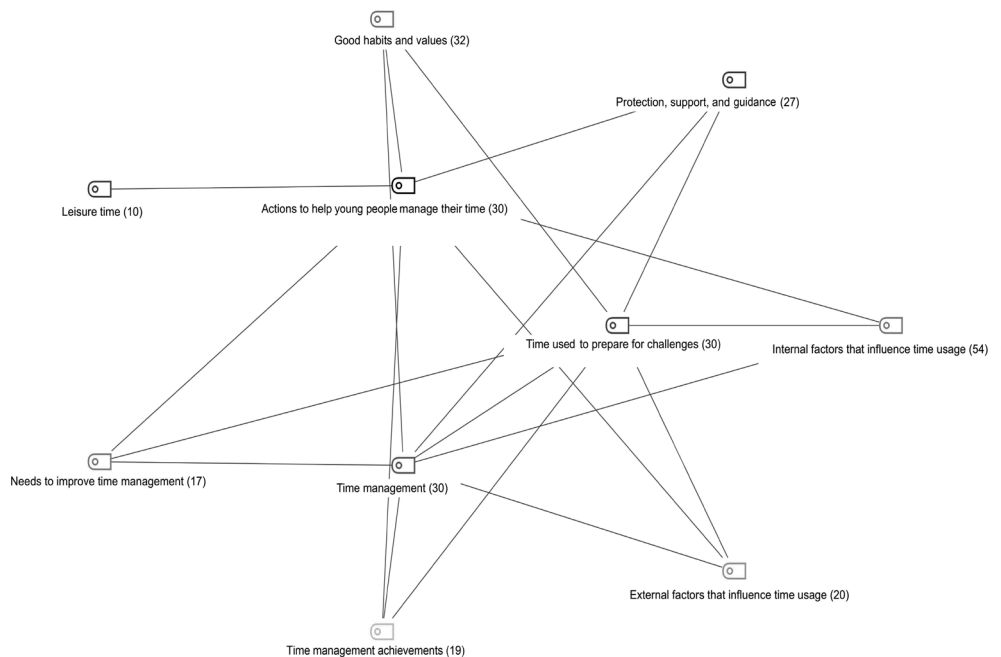 Good habits and values (32)
Protection, support, and guidance (27)
Leisure time (10)
Actions to help young people manage their time (30)
Time used to prepare for challenges (30)
Internal factors that influence time usage (54)
Needs to improve time management (17)
Time management (30)
External factors that influence time usage (20)
Time management achievements (19)